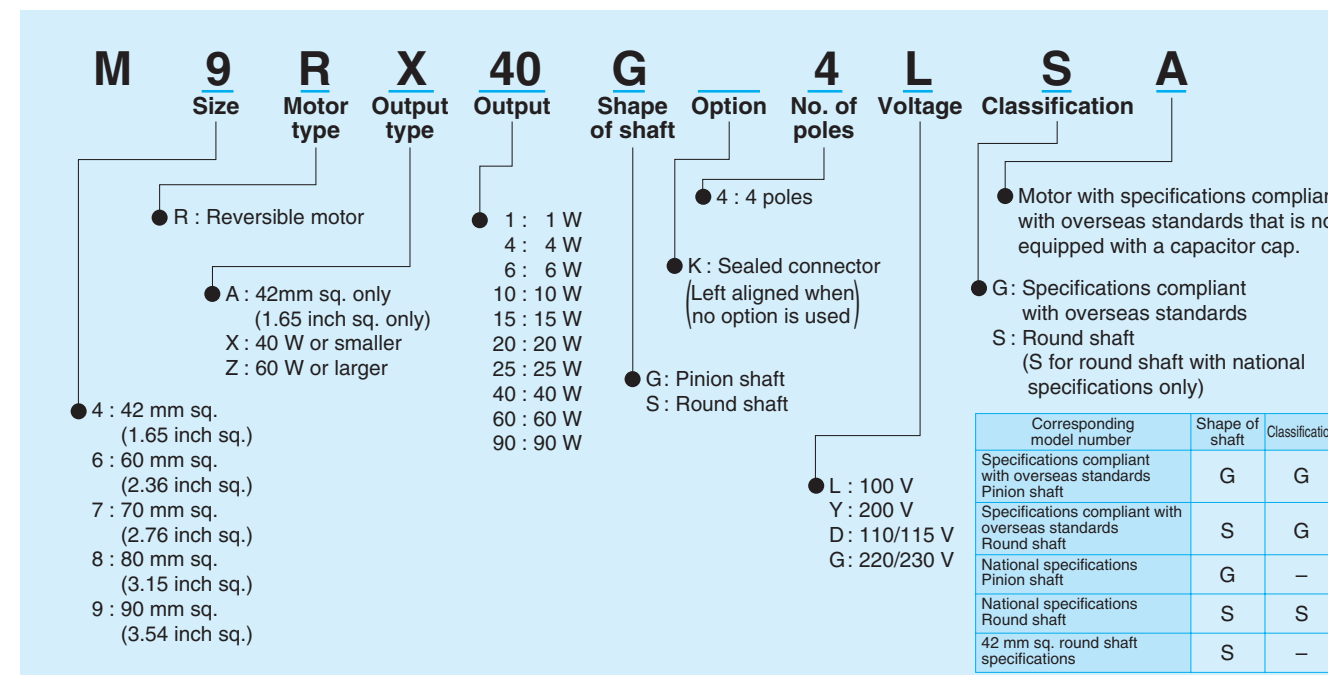 M 9 R X 40 G 4 L S A
Size Motor type Output type Output Shape of shaft Option No. of poles Voltage Classification
4 : 4 poles
R : Reversible motor
1 : 1 W
4 : 4 W
6 : 6 W
10 : 10 W
15 : 15 W
20 : 20 W
25 : 25 W
40 : 40 W
60 : 60 W
90 : 90 W
Motor with specifications
with overseas standards that is
equipped with a capacitor cap.
K : Sealed connector
(Left aligned when
no option is used)
A : 42mm sq. only
(1.65 inch sq. only)
X : 40 W or smaller
Z : 60 W or larger
G : Specifications compliant
with overseas standards
S : Round shaft
(S for round shaft with national
specifications only)
G : Pinion shaft
S : Round shaft
4 : 42 mm sq.
(1.65 inch sq.)
6 : 60 mm sq.
(2.36 inch sq.)
7 : 70 mm sq.
(2.76 inch sq.)
8 : 80 mm sq.
(3.15 inch sq.)
9 : 90 mm sq.
(3.54 inch sq.)
L : 100 V
Y : 200 V
D : 110/115 V
G : 220/230 V
Corresponding
model number
Shape of
shaft
Specifications compliant
with overseas standards
Pinion shaft
G G
Specifications compliant with
overseas standards
Round shaft
S G
National specifications
Pinion shaft
G –
National specifications
Round shaft
S S
42 mm sq. round shaft
specifications
S –